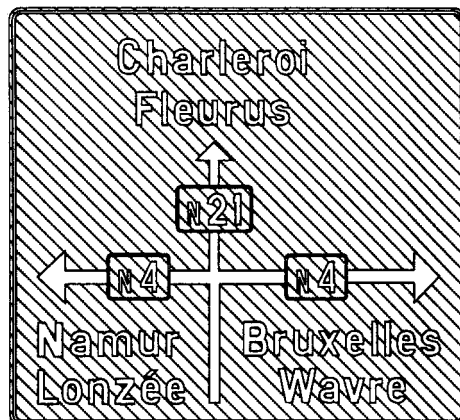 Charleroi
Fleurus
N21
N4 N4
Namur Bruxelles
Lonzée Wavre